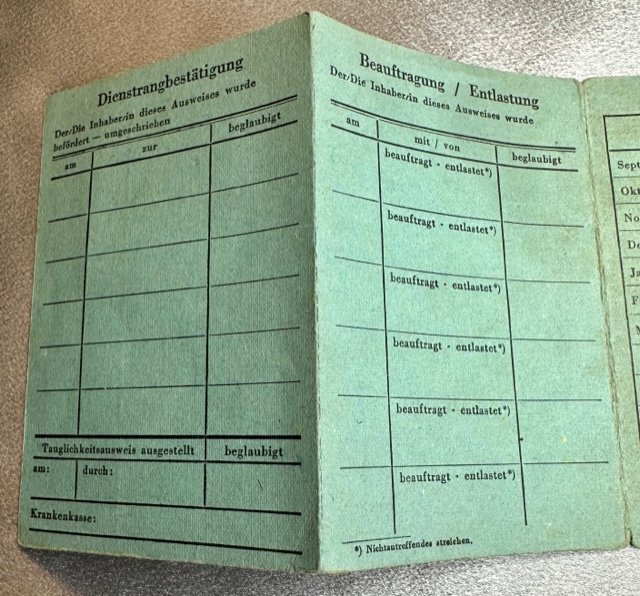 Dienstrangbestätigung
Der/Die Inhaber/in dieses Ausweises wurde
befördert — umgeschrieben
am
zur
beglaubigt
Tauglichkeitsausweis ausgestellt
beglaubigt
am:
durch:
Krankenkasse:
Beauftragung / Entlastung
Der/Die Inhaber/in dieses Ausweises wurde
am
mit / von
beglaubigt
beauftragt - entlastet*)
beauftragt - entlastet*)
beauftragt - entlastet*)
beauftragt - entlastet*)
beauftragt - entlastet*)
beauftragt - entlastet*)
*) Nichtzutreffendes streichen.
Sept
Okt
No
De
Ja
F